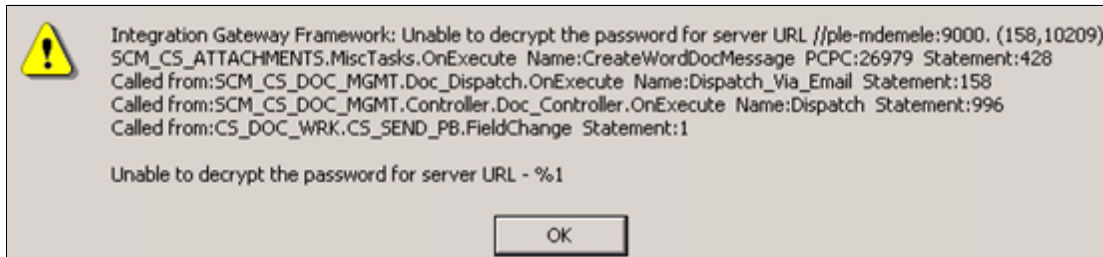 Integration Gateway Framework: Unable to decrypt the password for server URL //ple-mdemele:9000. (158,10209)
SCM_CS_ATTACHMENTS.MiscTasks.OnExecute Name:CreateWordDocMessage PCPC:26979 Statement:428
Called from:SCM_CS_DOC_MGMT.Doc_Dispatch.OnExecute Name:Dispatch_Via_Email Statement:158
Called from:SCM_CS_DOC_MGMT.Controller.Doc_Controller.OnExecute Name:Dispatch Statement:996
Called from:CS_DOC_WRK.CS_SEND_PB.FieldChange Statement:1
Unable to decrypt the password for server URL - %1
OK